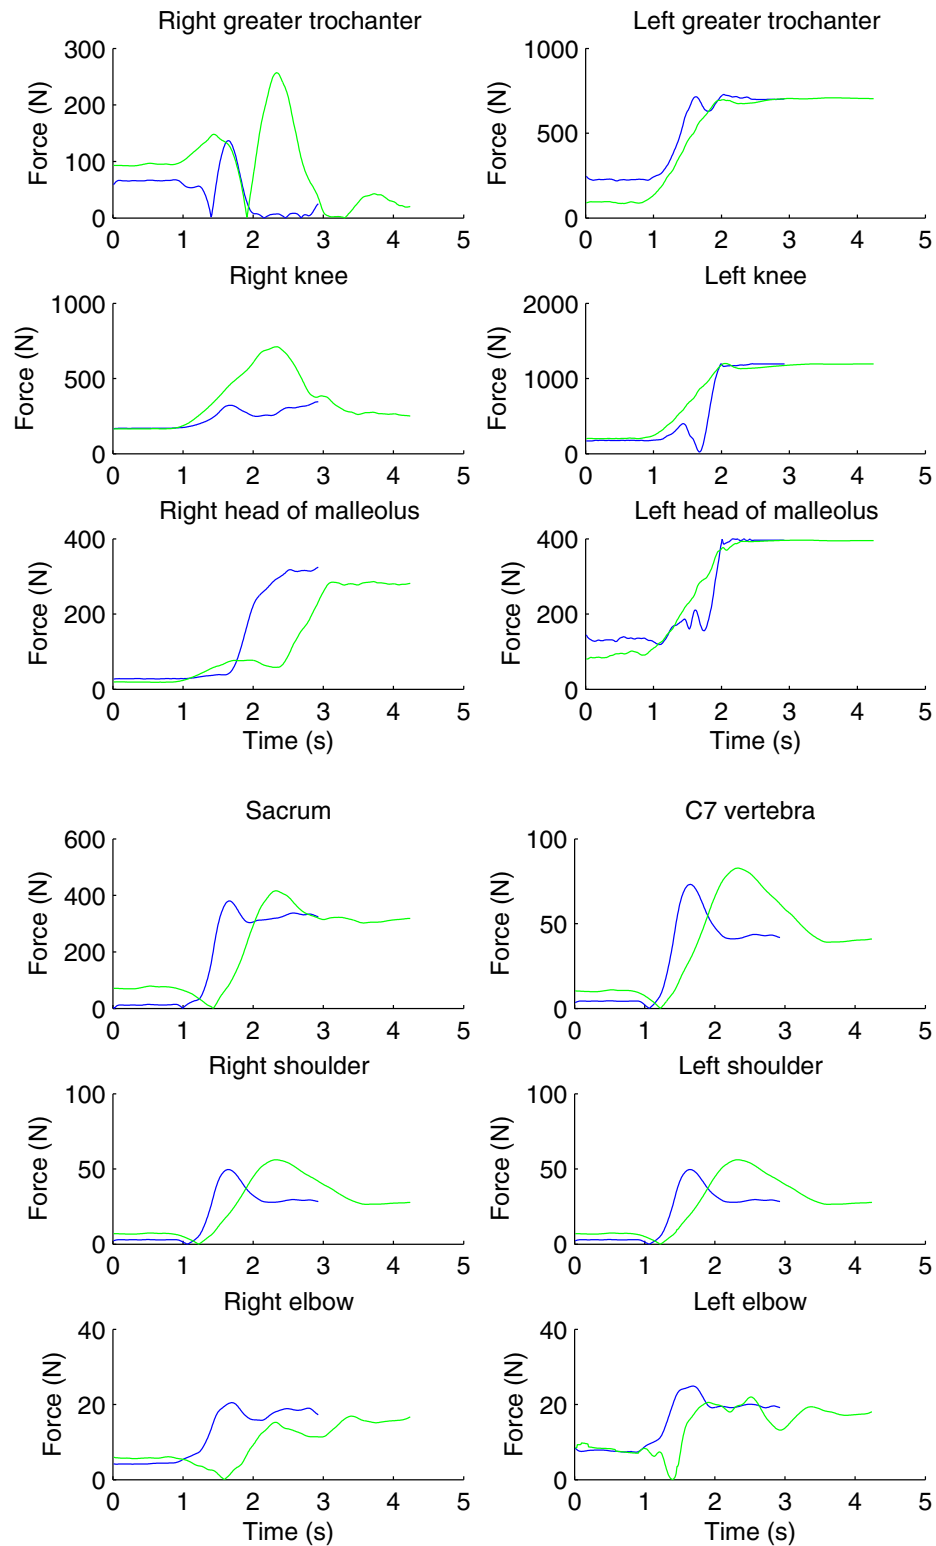 Right greater trochanter
Left greater trochanter
300
200
100
0
Force (N)
0 1 2 3 4 5
1000
500
0
Force (N)
0 1 2 3 4 5
Right knee
Left knee
1000
500
0
Force (N)
0 1 2 3 4 5
2000
1000
0
Force (N)
0 1 2 3 4 5
Right head of malleolus
Left head of malleolus
400
200
0
Force (N)
0 1 2 3 4 5
Time (s)
400
200
0
Force (N)
0 1 2 3 4 5
Time (s)
Sacrum
C7 vertebra
600
400
200
0
Force (N)
0 1 2 3 4 5
100
50
0
Force (N)
0 1 2 3 4 5
Right shoulder
Left shoulder
100
50
0
Force (N)
0 1 2 3 4 5
100
50
0
Force (N)
0 1 2 3 4 5
Right elbow
Left elbow
40
20
0
Force (N)
0 1 2 3 4 5
Time (s)
40
20
0
Force (N)
0 1 2 3 4 5
Time (s)